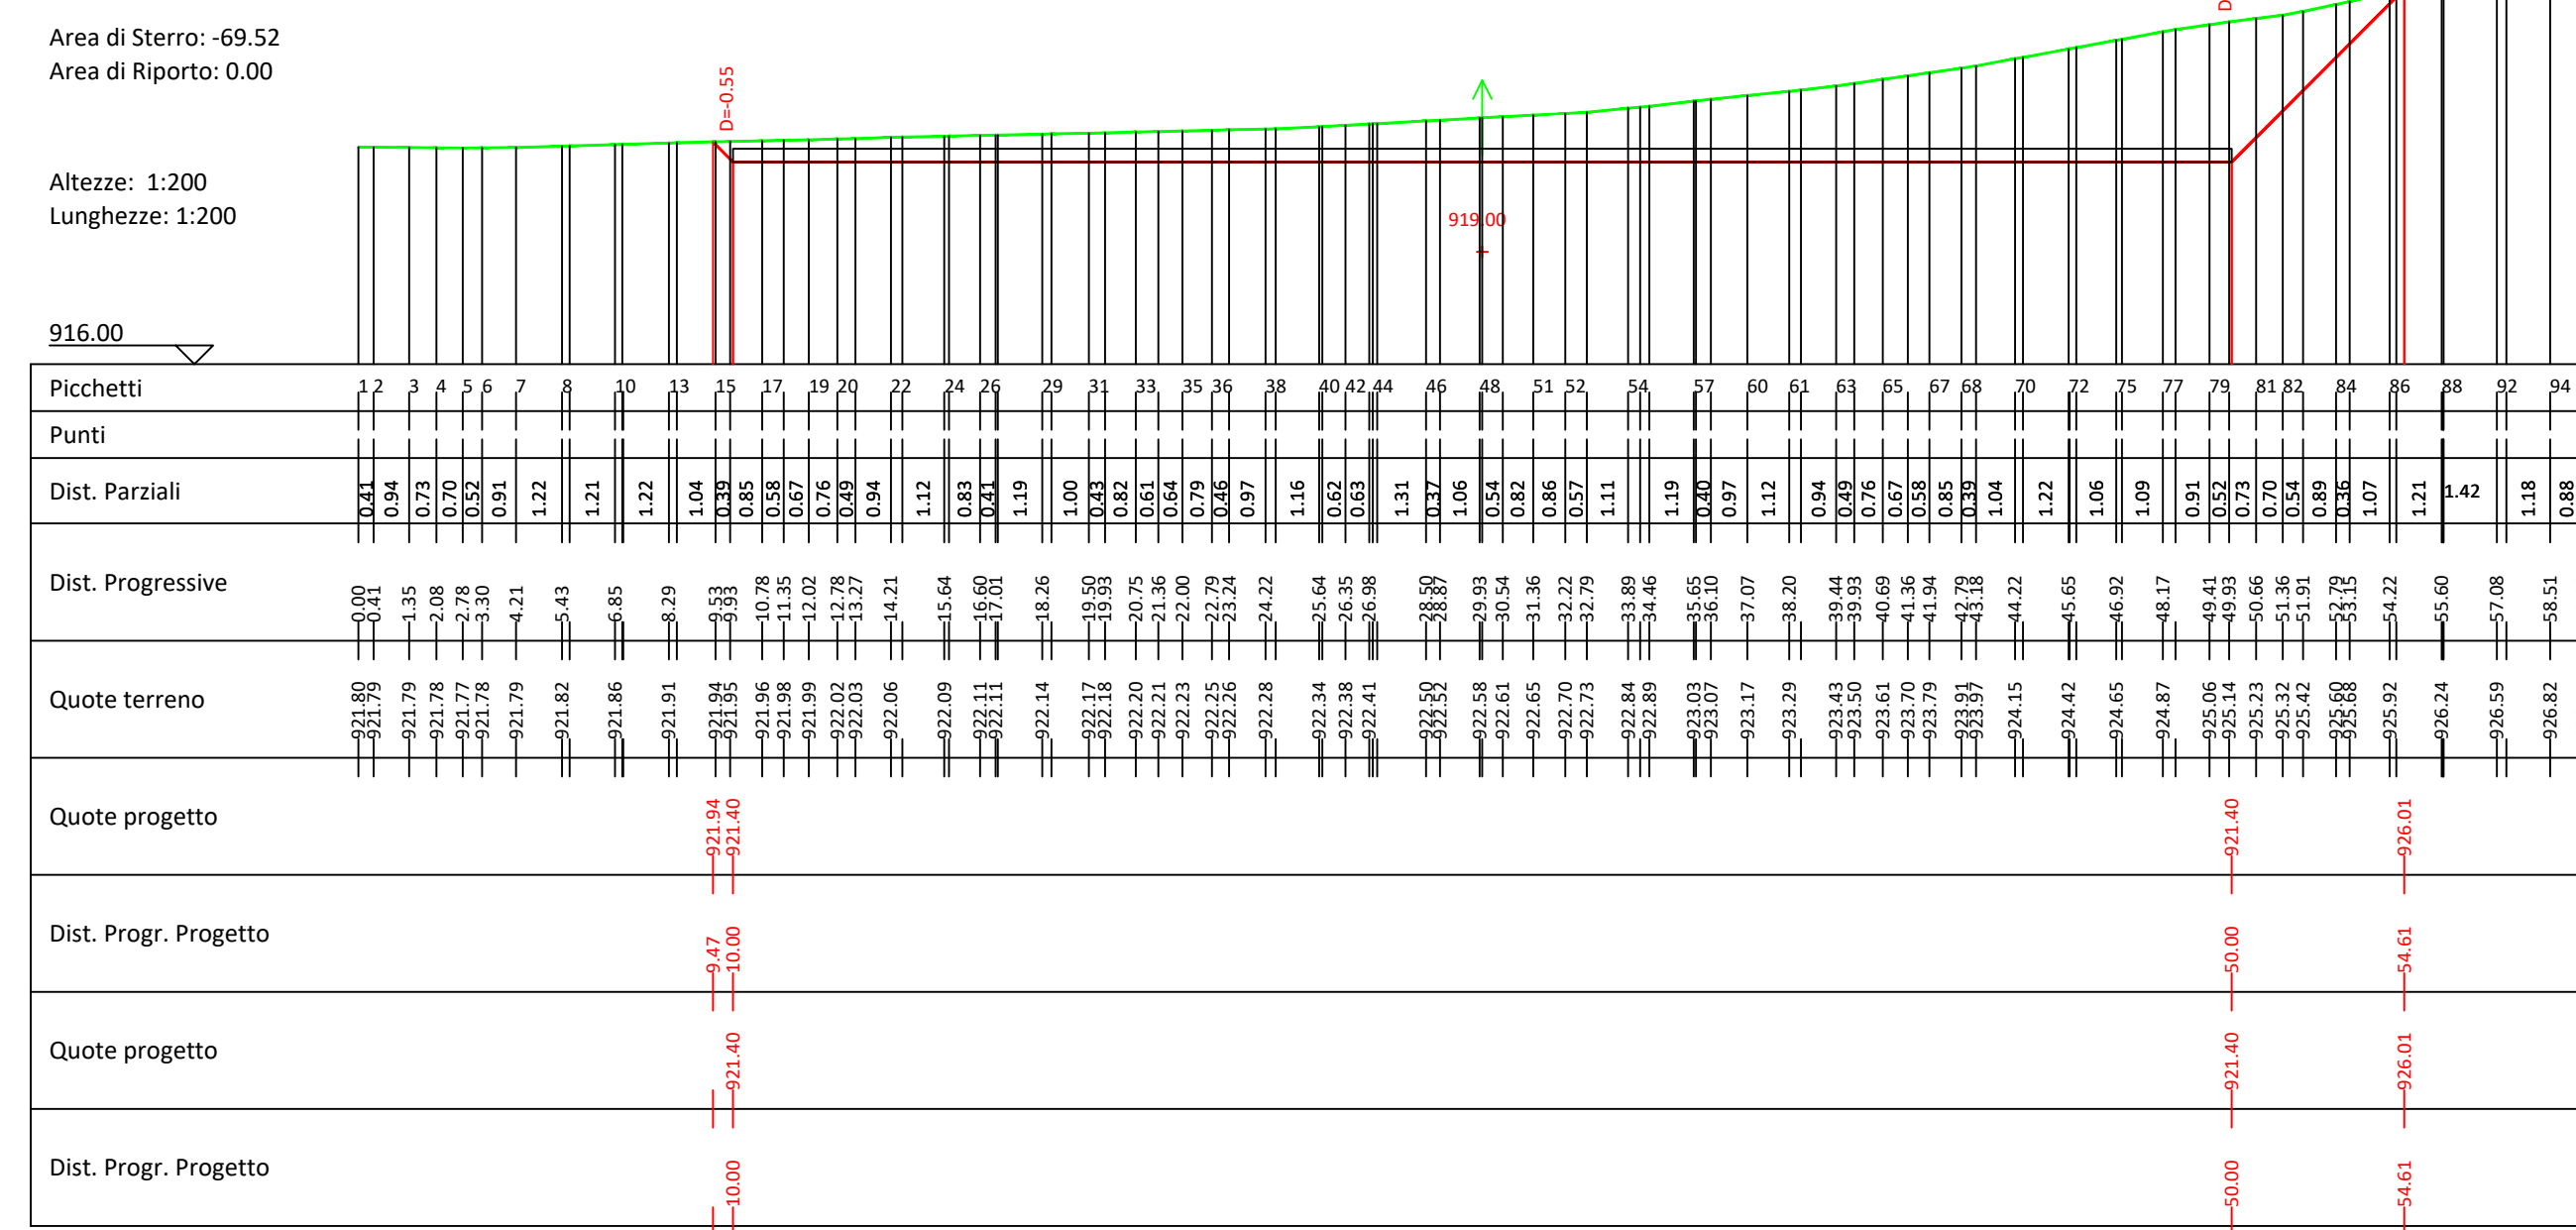 Area di Sterro: -69.52
Area di Riporto: 0.00
D=-0.55
D
Altezze: 1:200
Lunghezze: 1:200
919.00
916.00
Picchetti 1 2 3 4 5 6 7 8 10 13 15 17 19 20 22 24 26 29 31 33 35 36 38 40 42 44 46 48 51 52 54 57 60 61 63 65 67 68 70 72 75 77 79 81 82 84 86 88 92 94
Punti
Dist. Parziali 0.41 0.94 0.73 0.70 0.52 0.91 1.22 1.21 1.22 1.04 0.39 0.85 0.58 0.67 0.76 0.49 0.94 1.12 0.83 0.41 1.19 1.00 0.43 0.82 0.61 0.64 0.79 0.46 0.97 1.16 0.62 0.63 1.31 0.37 1.06 0.54 0.82 0.86 0.57 1.11 1.19 0.40 0.97 1.12 0.94 0.49 0.76 0.67 0.58 0.85 0.39 1.04 1.22 1.06 1.09 0.91 0.52 0.73 0.70 0.54 0.89 0.36 1.07 1.21 1.42 1.18 0.88
Dist. Progressive 0.00 0.41 1.35 2.08 2.78 3.30 4.21 5.43 6.85 8.29 9.53 9.93 10.78 11.35 12.02 12.78 13.27 14.21 15.64 16.60 17.01 18.26 19.50 19.93 20.75 21.36 22.00 22.79 23.24 24.22 25.64 26.35 26.98 28.50 28.87 29.93 30.54 31.36 32.22 32.79 33.89 34.46 35.65 36.10 37.07 38.20 39.44 39.93 40.69 41.36 41.94 42.79 43.18 44.22 45.65 46.92 48.17 49.41 49.93 50.66 51.36 51.91 52.79 53.15 54.22 55.60 57.08 58.51
Quote terreno 921.80 921.79 921.79 921.78 921.77 921.78 921.79 921.82 921.86 921.91 921.94 921.95 921.96 921.98 921.99 922.02 922.03 922.06 922.09 922.11 922.11 922.14 922.17 922.18 922.20 922.21 922.23 922.25 922.26 922.28 922.34 922.38 922.41 922.50 922.52 922.58 922.61 922.65 922.70 922.73 922.84 922.89 923.03 923.07 923.17 923.29 923.43 923.50 923.61 923.70 923.79 923.91 923.97 924.15 924.42 924.65 924.87 925.06 925.14 925.23 925.32 925.42 925.60 925.68 925.92 926.24 926.59 926.82
Quote progetto 921.94 921.40 921.40 926.01
Dist. Progr. Progetto 9.47 10.00 50.00 54.61
Quote progetto 921.40 921.40 926.01
Dist. Progr. Progetto 10.00 50.00 54.61